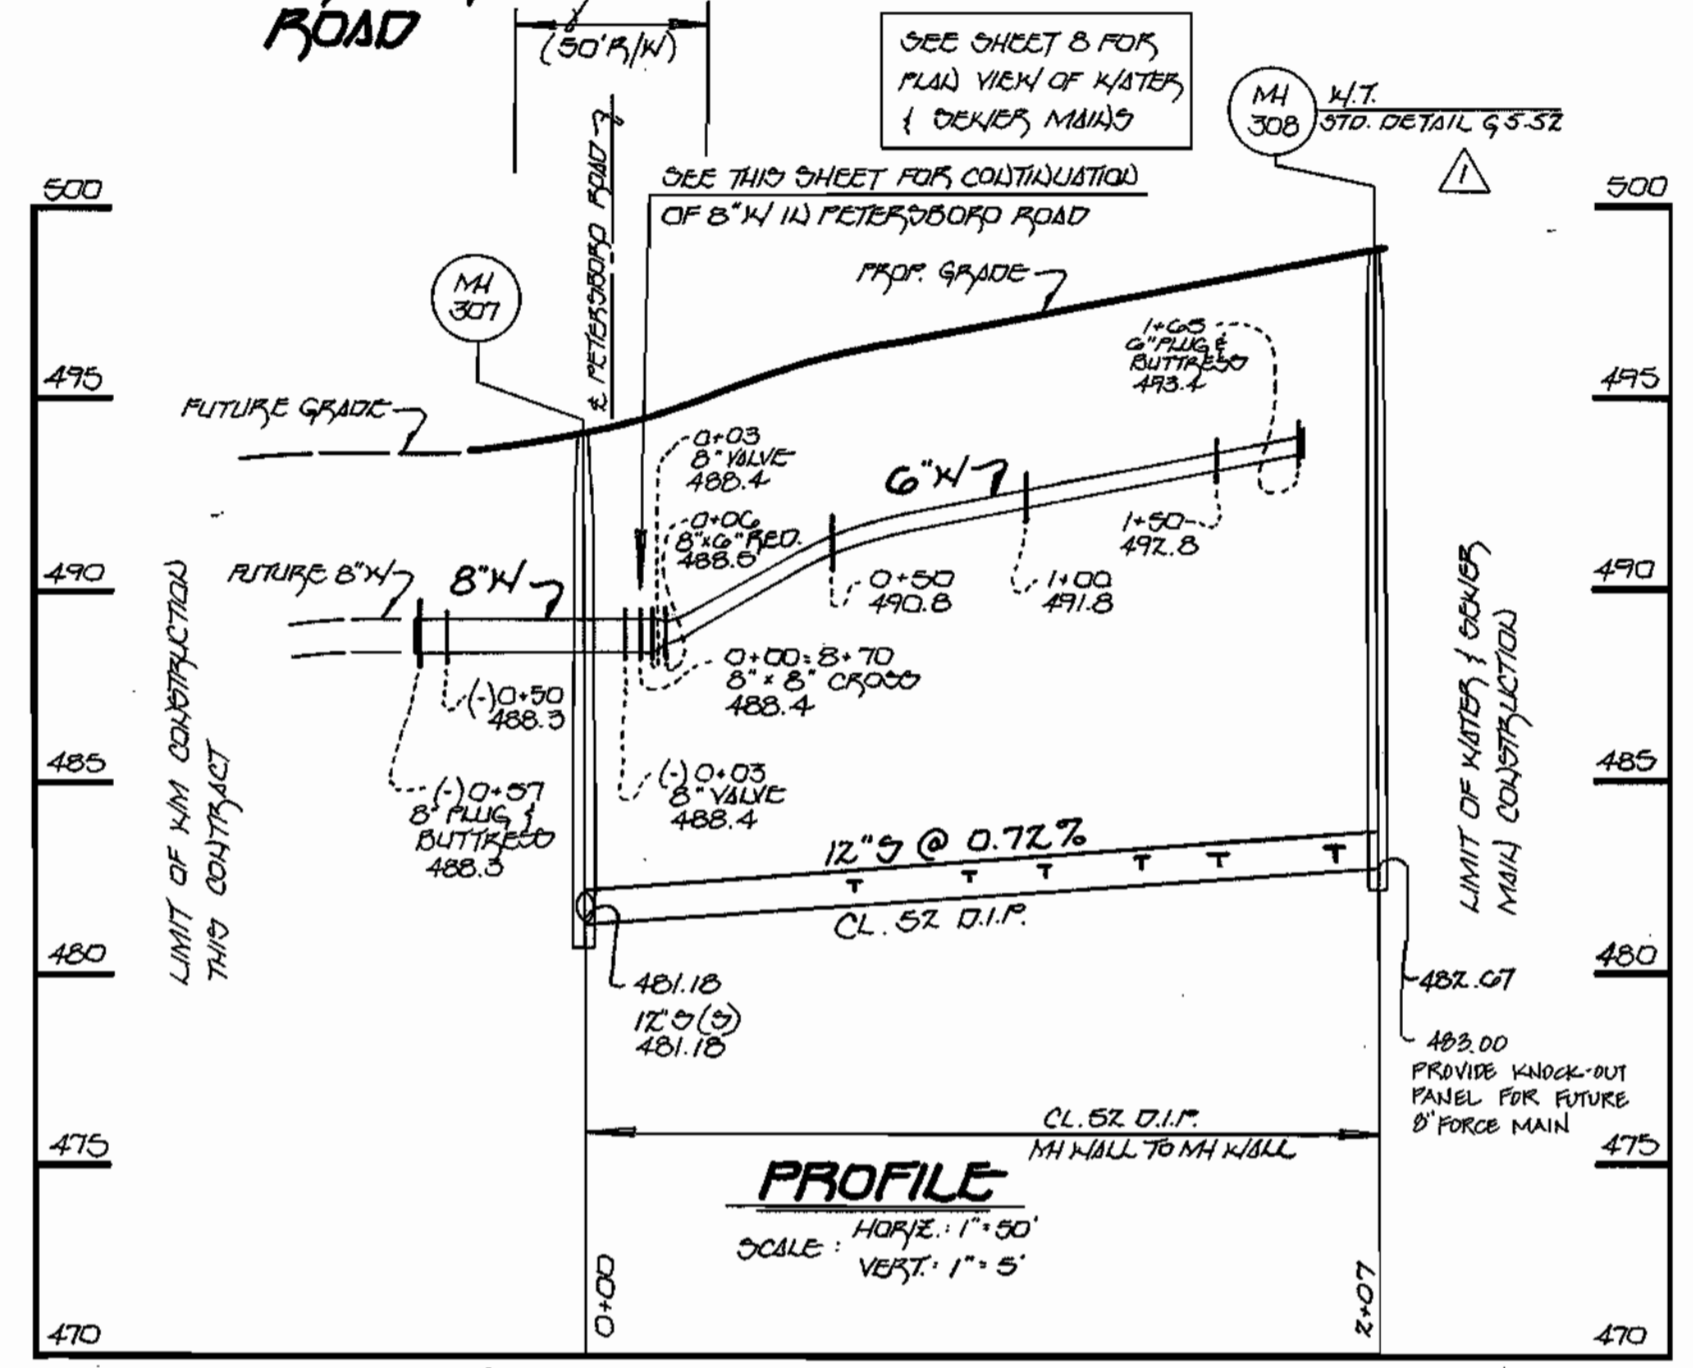 ROAD
(50' R/W)
SEE SHEET 8 FOR
PLAN VIEW OF WATER
& SEWER MAINS
MH
308
W.T.
STD. DETAIL G 5.52
1
SEE THIS SHEET FOR CONTINUATION
OF 8" W IN PETERSBORO ROAD
℄ PETERSBORO ROAD
500
495
490
485
480
475
470
500
495
490
485
480
475
470
MH
307
PROP. GRADE
FUTURE GRADE
1+65
6" PLUG &
BUTTRESS
493.4
0+03
8" VALVE
488.4
0+06
8"x6" RED.
488.5
6" W
1+50
492.8
FUTURE 8" W
8" W
0+50
490.8
1+00
491.8
(-)0+50
488.3
0+00=8+70
8" x 8" CROSS
488.4
(-)0+57
8" PLUG &
BUTTRESS
488.3
(-)0+03
8" VALVE
488.4
LIMIT OF WM CONSTRUCTION
THIS CONTRACT
LIMIT OF WATER & SEWER
MAIN CONSTRUCTION
12" S @ 0.72%
T T T T T T
CL. 52 D.I.P.
481.18
12" S (S)
481.18
482.67
483.00
PROVIDE KNOCK-OUT
PANEL FOR FUTURE
8" FORCE MAIN
CL. 52 D.I.P.
MH WALL TO MH WALL
PROFILE
SCALE: HORIZ.: 1"=50'
VERT.: 1"=5'
0+00
2+07